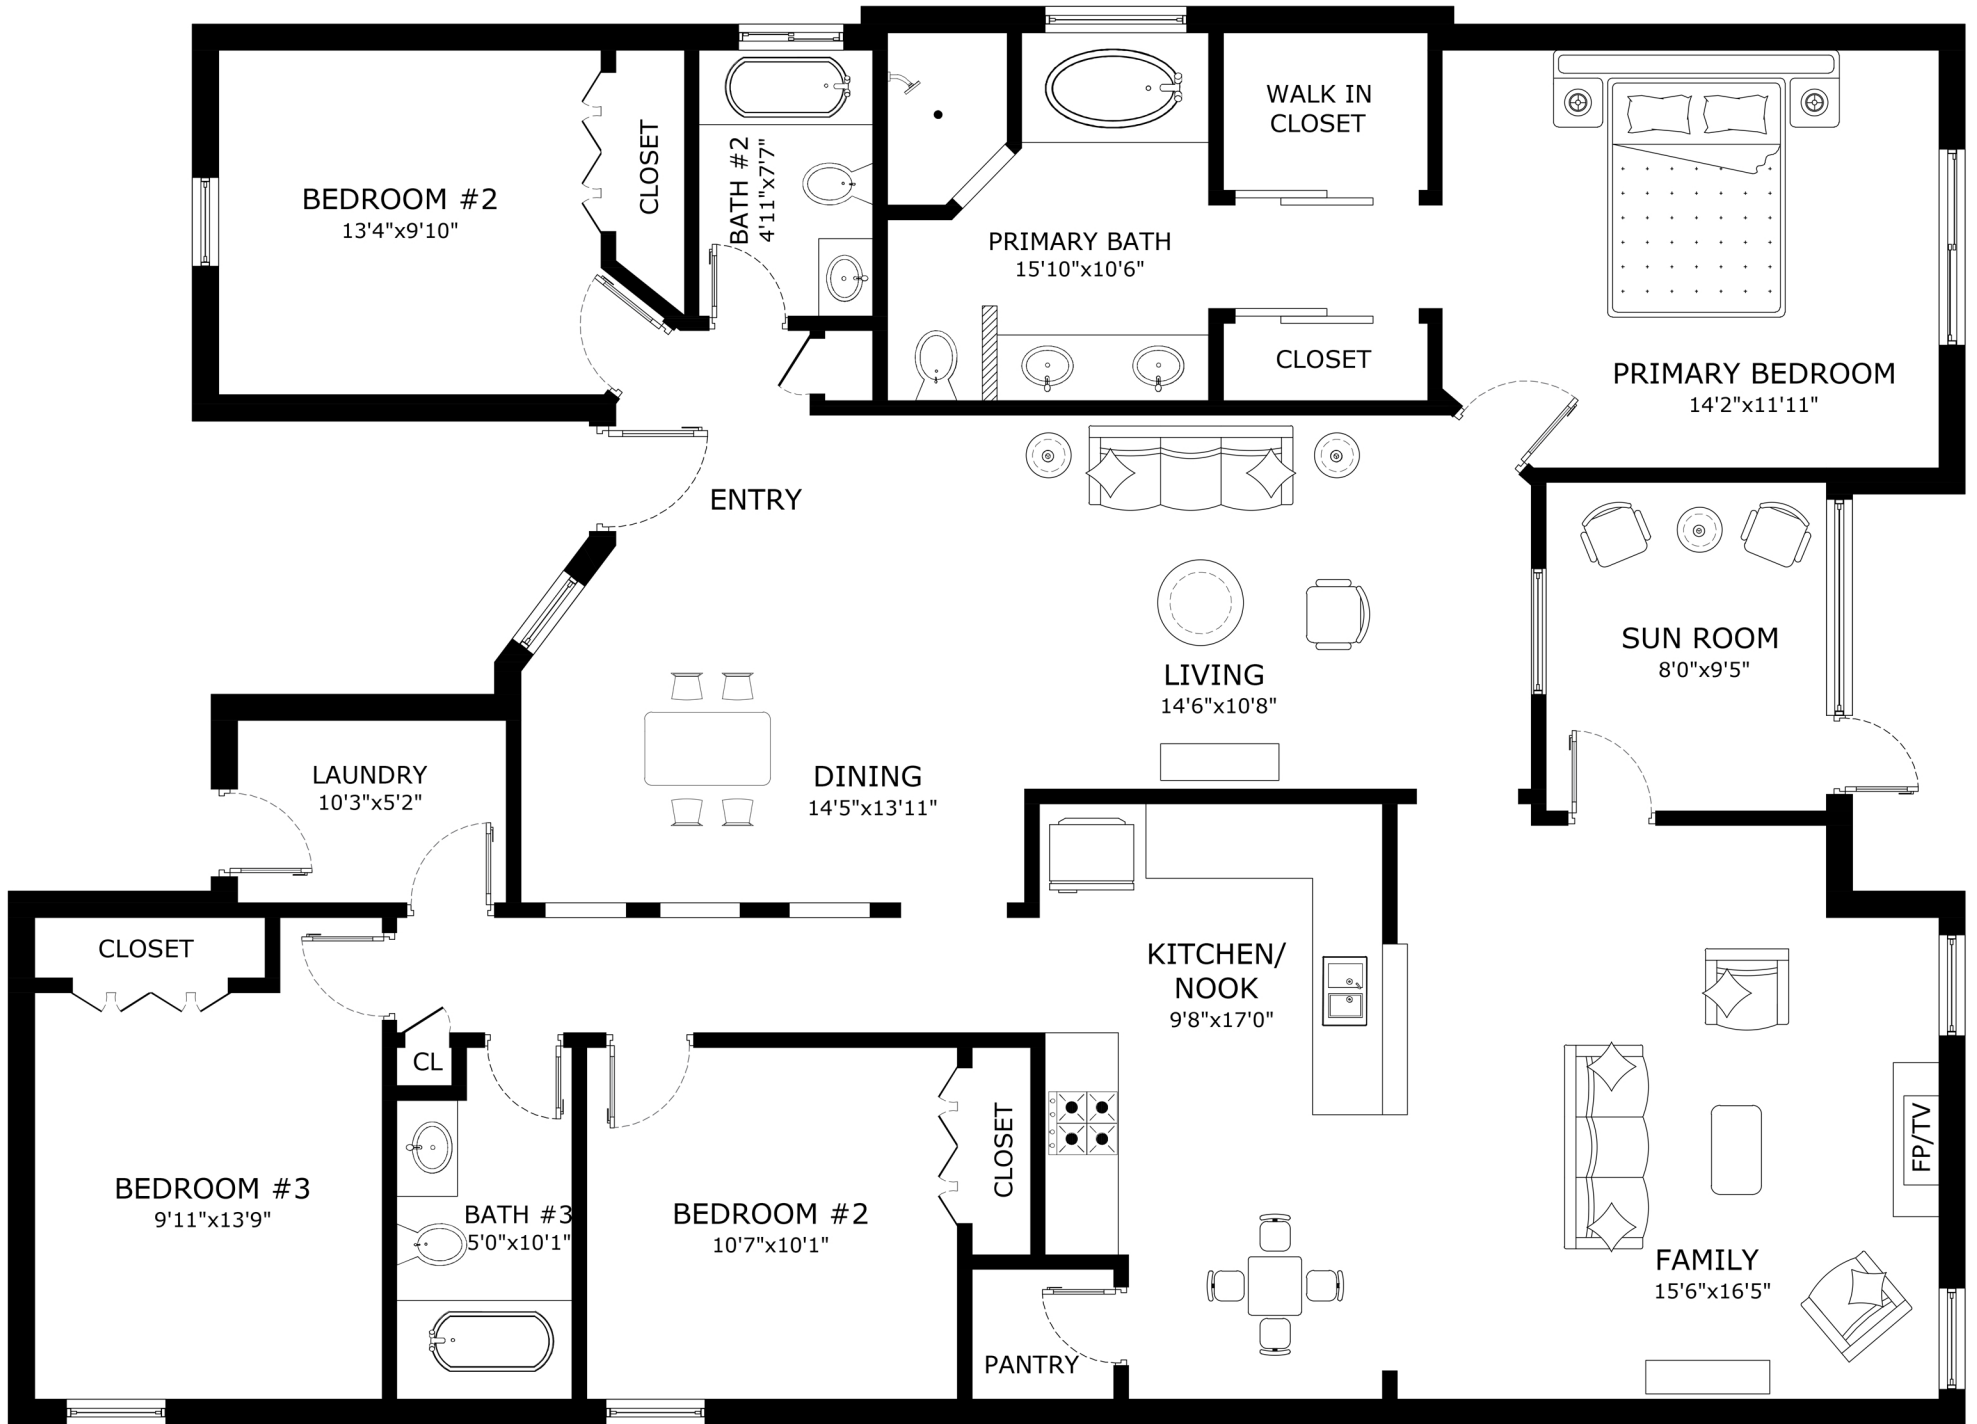 BEDROOM #2
13'4"x9'10"
CLOSET
BATH #2
4'11"x7'7"
PRIMARY BATH
15'10"x10'6"
WALK IN
CLOSET
CLOSET
PRIMARY BEDROOM
14'2"x11'11"
ENTRY
LIVING
14'6"x10'8"
SUN ROOM
8'0"x9'5"
LAUNDRY
10'3"x5'2"
DINING
14'5"x13'11"
CLOSET
KITCHEN/
NOOK
9'8"x17'0"
CL
BEDROOM #3
9'11"x13'9"
BATH #3
5'0"x10'1"
BEDROOM #2
10'7"x10'1"
CLOSET
PANTRY
FAMILY
15'6"x16'5"
FP/TV